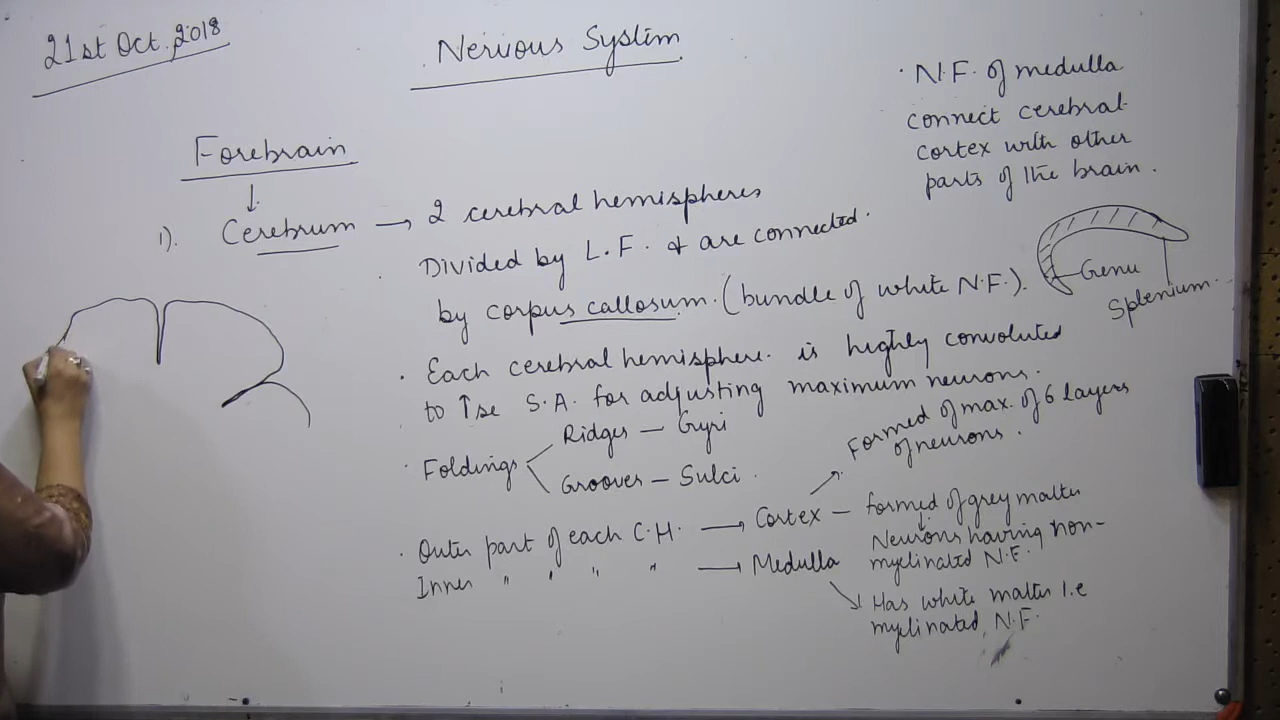 21st Oct. 2018
Nervous System
Forebrain
↓
1). Cerebrum → 2 cerebral hemispheres
Divided by L.F. & are connected.
by corpus callosum. (bundle of white N.F.).
. Each cerebral hemisphere. is highly convoluted
to ↑se S.A. for adjusting maximum neurons.
. Foldings
Ridges — Gyri
Grooves — Sulci.
. Outer part of each C.H. → Cortex — formed of grey matter
Formed of max. of 6 layers
of neurons.
Neurons having non-
myelinated N.F.
Inner " " " " → Medulla
Has white matter i.e
myelinated N.F.
. N.F. of medulla
connect cerebral
cortex with other
parts of the brain.
Genu
Splenium.